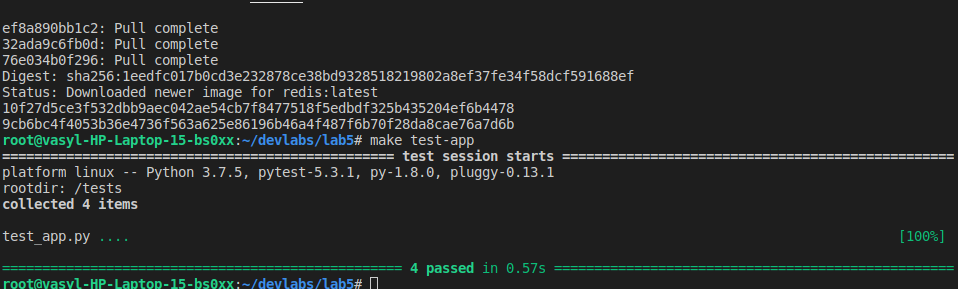 ef8a890bb1c2: Pull complete
32ada9c6fb0d: Pull complete
76e034b0f296: Pull complete
Digest: sha256:1eedfc017b0cd3e232878ce38bd9328518219802a8ef37fe34f58dcf591688ef
Status: Downloaded newer image for redis:latest
10f27d5ce3f532dbb9aec042ae54cb7f8477518f5edbdf325b435204ef6b4478
9cb6bc4f4053b36e4736f563a625e86196b46a4f487f6b70f28da8cae76a7d6b
root@vasyl-HP-Laptop-15-bs0xx:~/devlabs/lab5# make test-app
================================================= test session starts =================================================
platform linux -- Python 3.7.5, pytest-5.3.1, py-1.8.0, pluggy-0.13.1
rootdir: /tests
collected 4 items
test_app.py .... [100%]
================================================== 4 passed in 0.57s ==================================================
root@vasyl-HP-Laptop-15-bs0xx:~/devlabs/lab5#